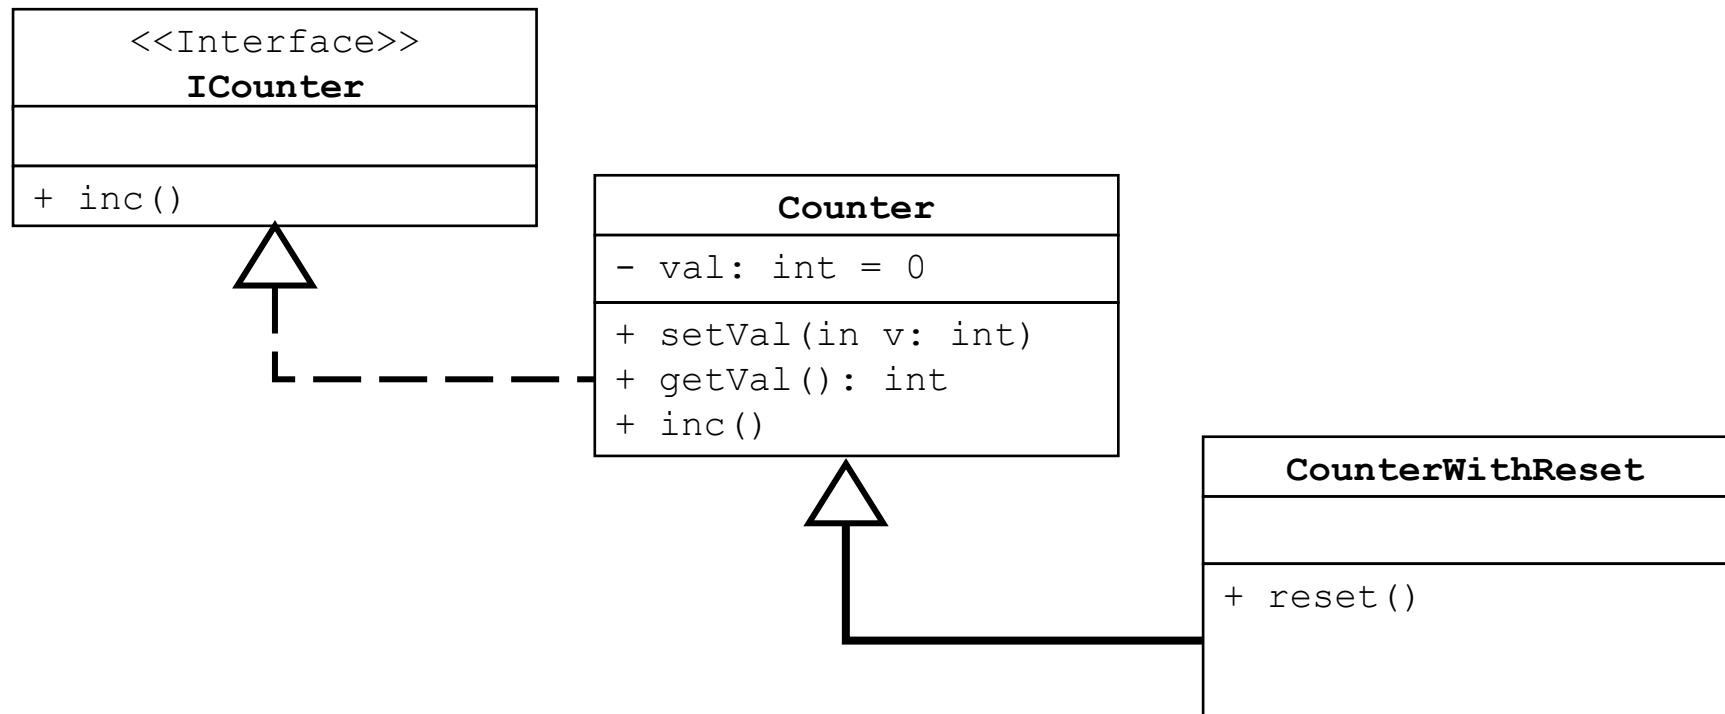 <<Interface>>
ICounter
+ inc()
Counter
- val: int = 0
+ setVal(in v: int)
+ getVal(): int
+ inc()
CounterWithReset
+ reset()